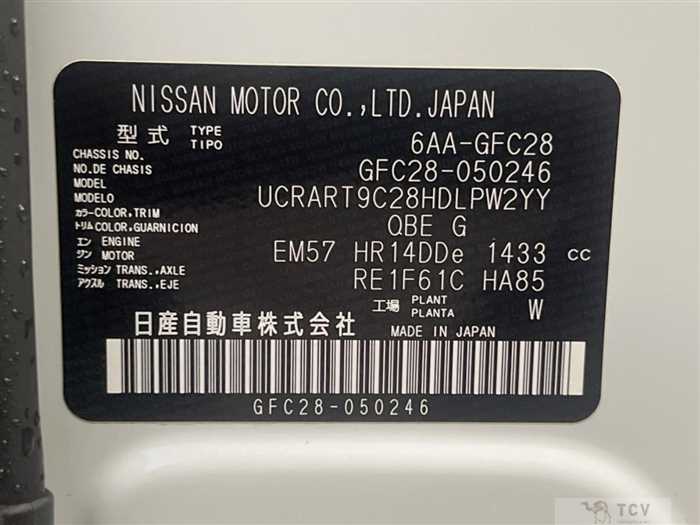 NISSAN MOTOR CO.,LTD.JAPAN
型式 TYPE TIPO 6AA-GFC28
CHASSIS NO. NO.DE CHASIS GFC28-050246
MODEL MODELO UCRART9C28HDLPW2YY
カラー COLOR,TRIM トリム COLOR,GUARNICION QBE G
エンジン ENGINE MOTOR EM57 HR14DDe 1433 cc
ミッション TRANS.,AXLE アクスル TRANS.,EJE RE1F61C HA85
工場 PLANT PLANTA W
日産自動車株式会社 MADE IN JAPAN
GFC28-050246
TCV